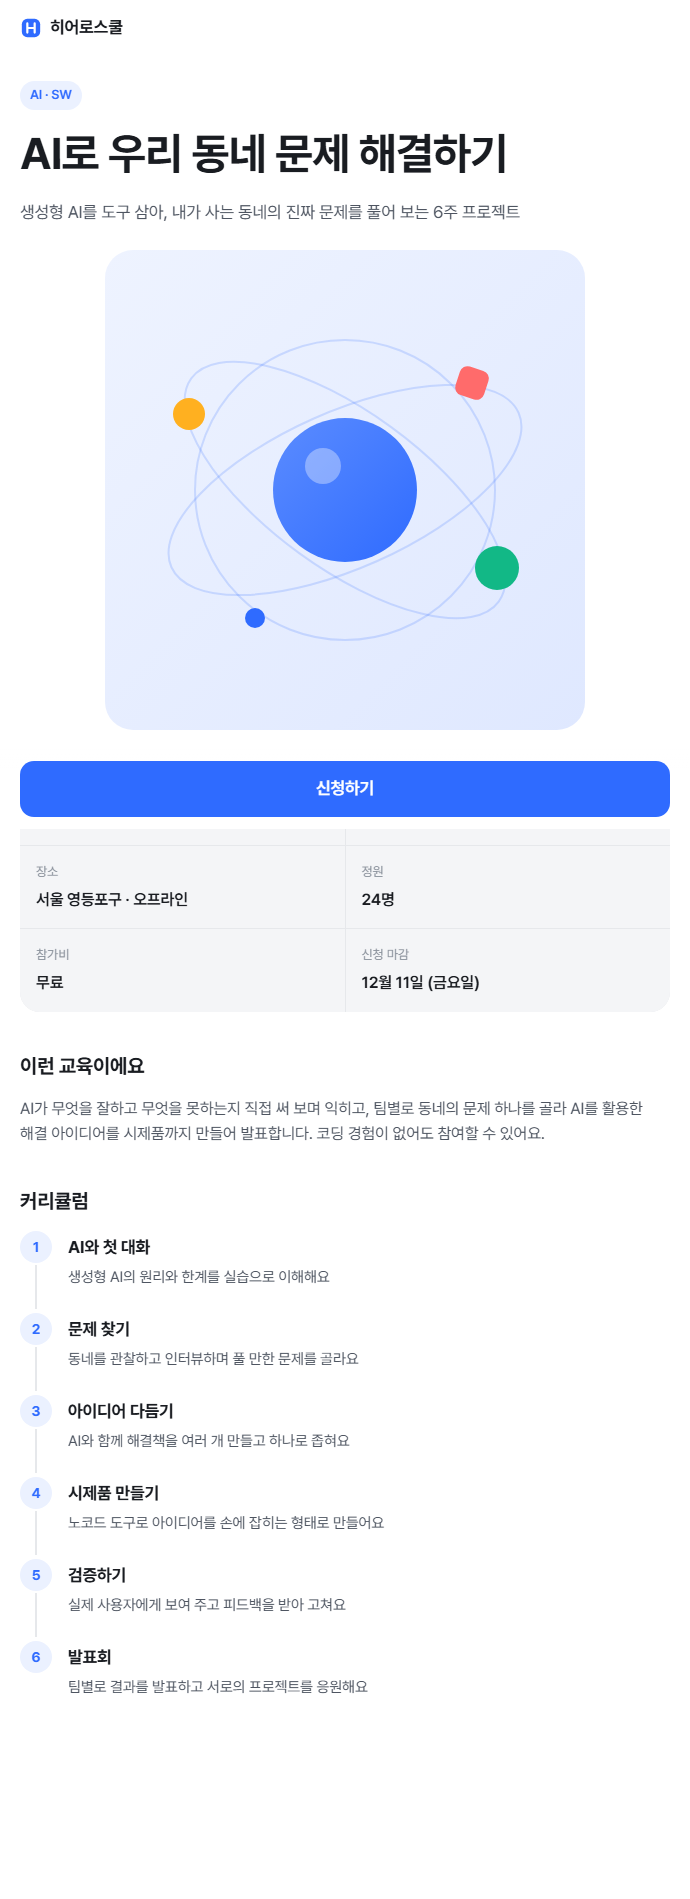 히어로스쿨
AI · SW
AI로 우리 동네 문제 해결하기
생성형 AI를 도구 삼아, 내가 사는 동네의 진짜 문제를 풀어 보는 6주 프로젝트
신청하기
장소
서울 영등포구 · 오프라인
정원
24명
참가비
무료
신청 마감
12월 11일 (금요일)
이런 교육이에요
AI가 무엇을 잘하고 무엇을 못하는지 직접 써 보며 익히고, 팀별로 동네의 문제 하나를 골라 AI를 활용한
해결 아이디어를 시제품까지 만들어 발표합니다. 코딩 경험이 없어도 참여할 수 있어요.
커리큘럼
1 AI와 첫 대화
생성형 AI의 원리와 한계를 실습으로 이해해요
2 문제 찾기
동네를 관찰하고 인터뷰하며 풀 만한 문제를 골라요
3 아이디어 다듬기
AI와 함께 해결책을 여러 개 만들고 하나로 좁혀요
4 시제품 만들기
노코드 도구로 아이디어를 손에 잡히는 형태로 만들어요
5 검증하기
실제 사용자에게 보여 주고 피드백을 받아 고쳐요
6 발표회
팀별로 결과를 발표하고 서로의 프로젝트를 응원해요